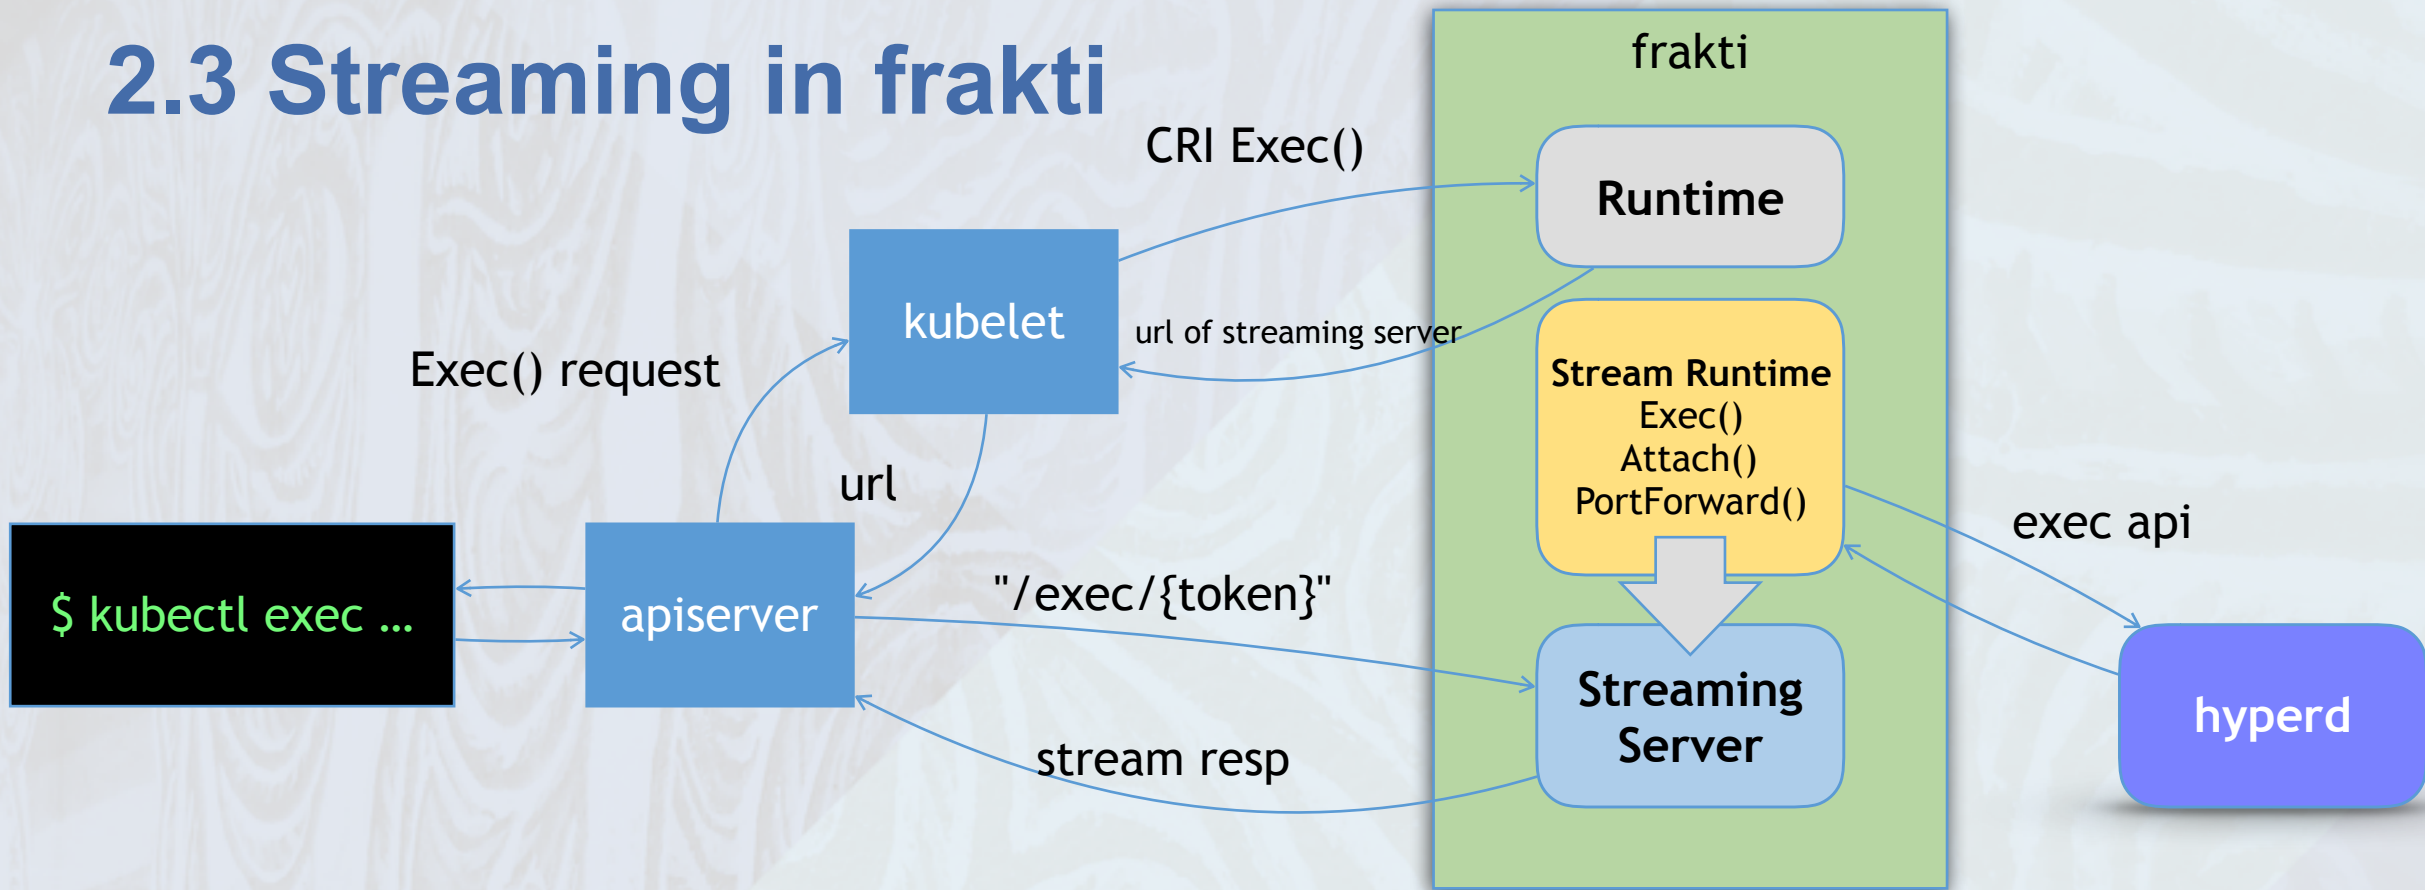 2.3 Streaming in frakti
frakti
CRI Exec()
Runtime
kubelet
url of streaming server
Exec() request
Stream Runtime
Exec()
Attach()
PortForward()
url
exec api
$ kubectl exec …
apiserver
"/exec/{token}"
Streaming
Server
hyperd
stream resp